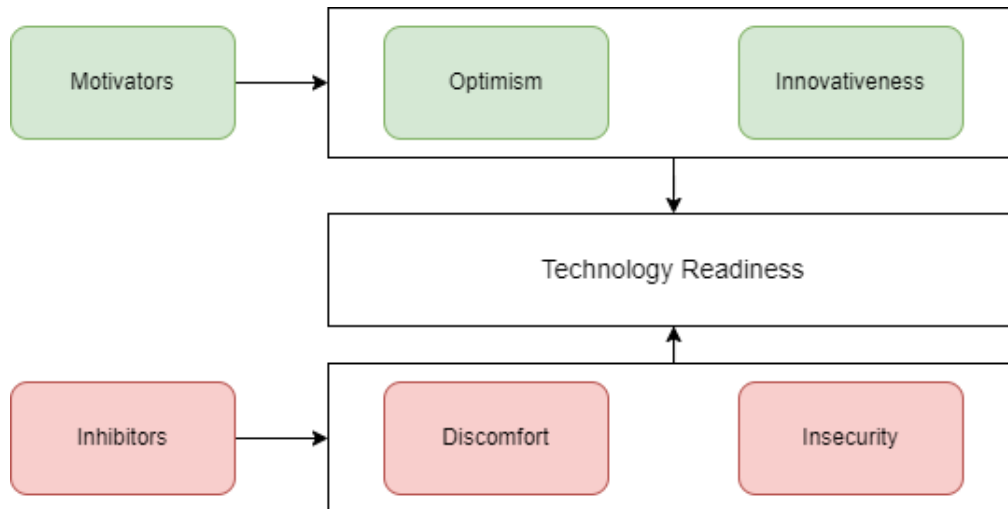 Motivators
Optimism
Innovativeness
Technology Readiness
Inhibitors
Discomfort
Insecurity